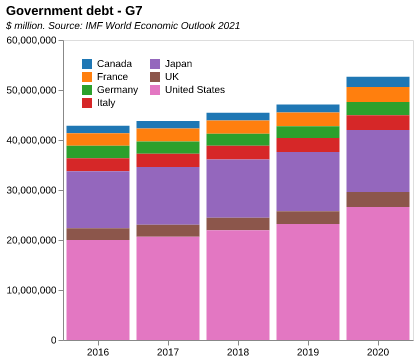 Government debt - G7
$ million. Source: IMF World Economic Outlook 2021
60,000,000
50,000,000
40,000,000
30,000,000
20,000,000
10,000,000
0
Canada
France
Germany
Italy
Japan
UK
United States
2016 2017 2018 2019 2020